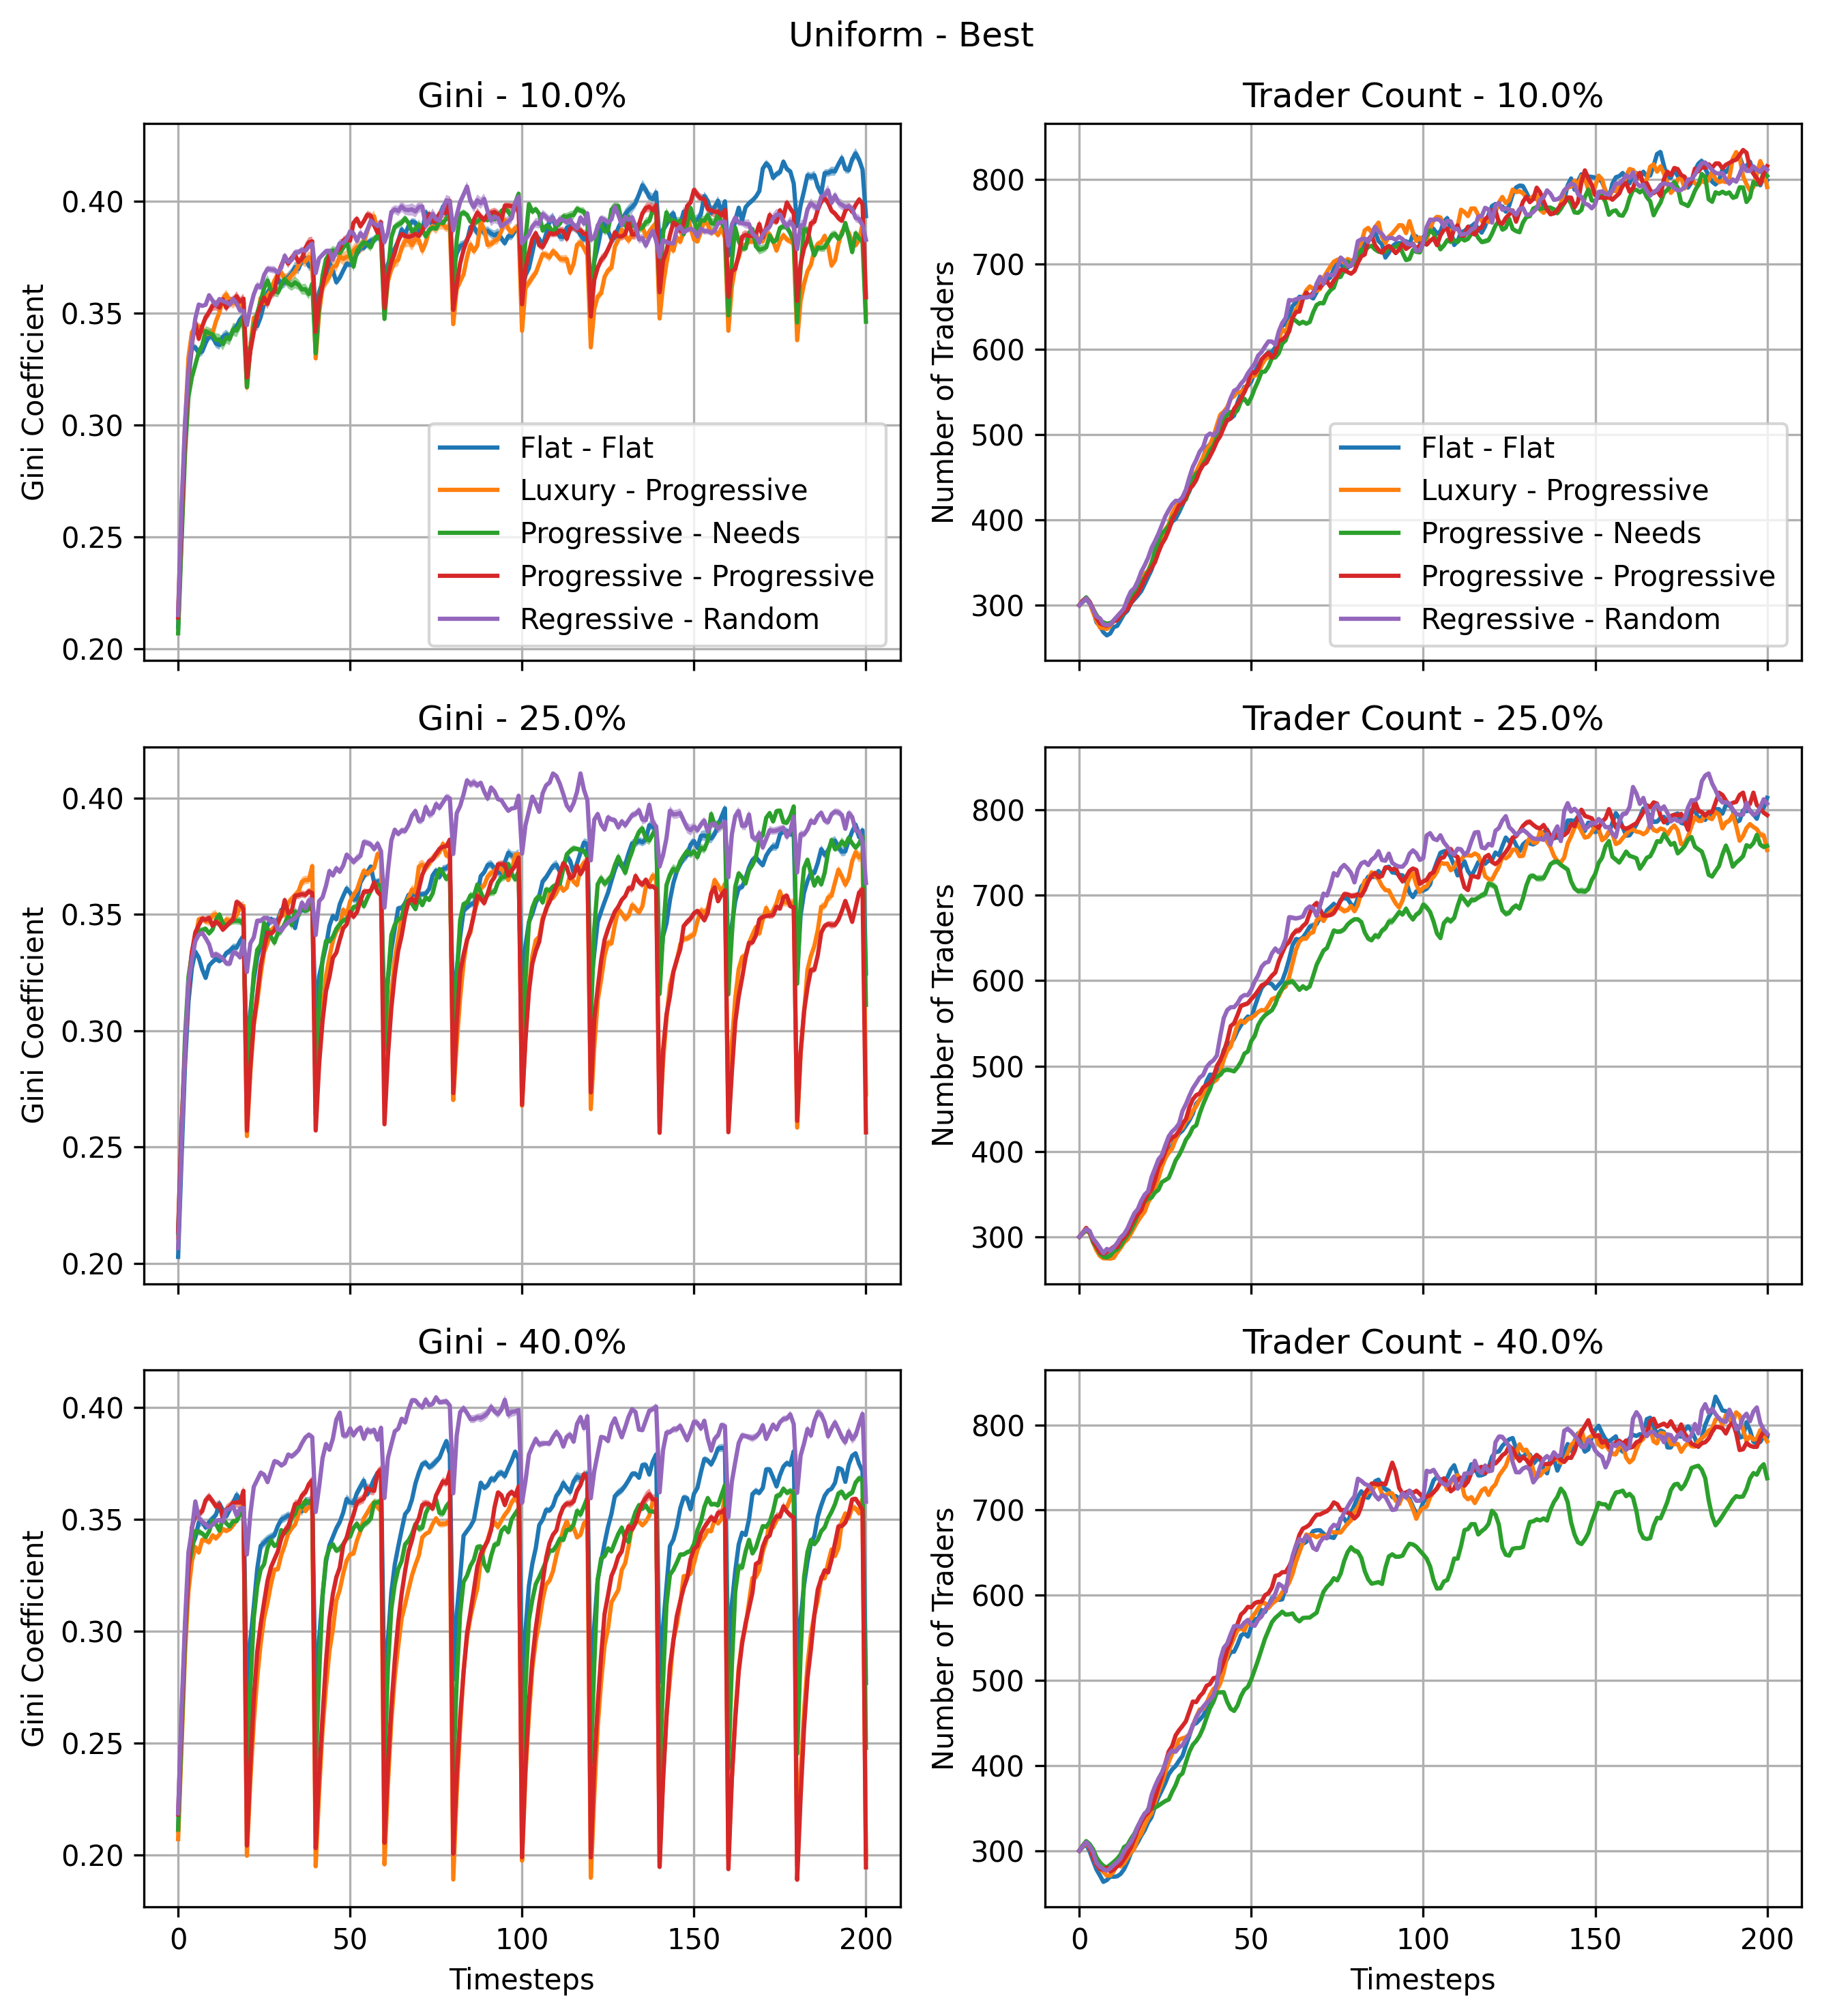 Uniform - Best
Gini - 10.0%
Gini Coefficient
0.40
0.35
0.30
0.25
0.20
Flat - Flat
Luxury - Progressive
Progressive - Needs
Progressive - Progressive
Regressive - Random
Trader Count - 10.0%
Number of Traders
800
700
600
500
400
300
Flat - Flat
Luxury - Progressive
Progressive - Needs
Progressive - Progressive
Regressive - Random
Gini - 25.0%
Gini Coefficient
0.40
0.35
0.30
0.25
0.20
Trader Count - 25.0%
Number of Traders
800
700
600
500
400
300
Gini - 40.0%
Gini Coefficient
0.40
0.35
0.30
0.25
0.20
0 50 100 150 200
Timesteps
Trader Count - 40.0%
Number of Traders
800
700
600
500
400
300
0 50 100 150 200
Timesteps